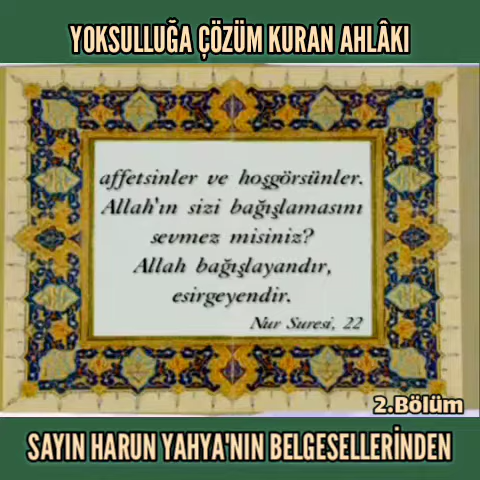 YOKSULLUĞA ÇÖZÜM KURAN AHLÂKI
affetsinler ve hoşgörsünler.
Allah'ın sizi bağışlamasını
sevmez misiniz?
Allah bağışlayandır,
esirgeyendir.
Nur Suresi, 22
2.Bölüm
SAYIN HARUN YAHYA'NIN BELGESELLERİNDEN